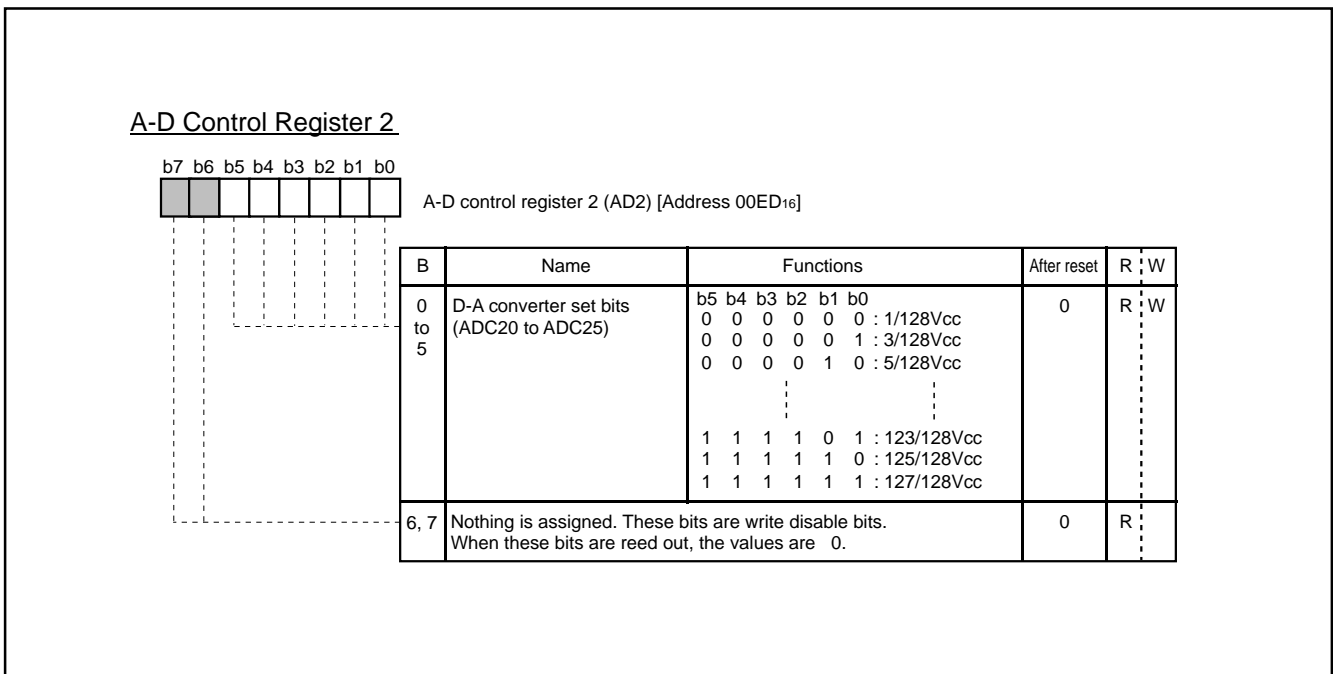 A-D Control Register 2
b7 b6 b5 b4 b3 b2 b1 b0
A-D control register 2 (AD2) [Address 00ED16]
B Name Functions After reset R W
0 to 5 D-A converter set bits (ADC20 to ADC25) 0 R W
b5 b4 b3 b2 b1 b0
0 0 0 0 0 0 : 1/128Vcc
0 0 0 0 0 1 : 3/128Vcc
0 0 0 0 1 0 : 5/128Vcc
1 1 1 1 0 1 : 123/128Vcc
1 1 1 1 1 0 : 125/128Vcc
1 1 1 1 1 1 : 127/128Vcc
6, 7 Nothing is assigned. These bits are write disable bits. 0 R
When these bits are reed out, the values are 0.